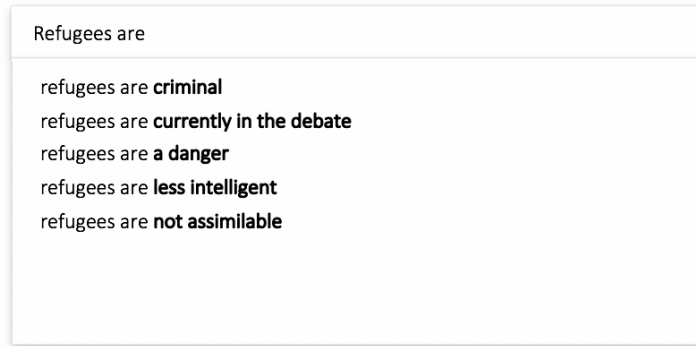 Refugees are
refugees are criminal
refugees are currently in the debate
refugees are a danger
refugees are less intelligent
refugees are not assimilable